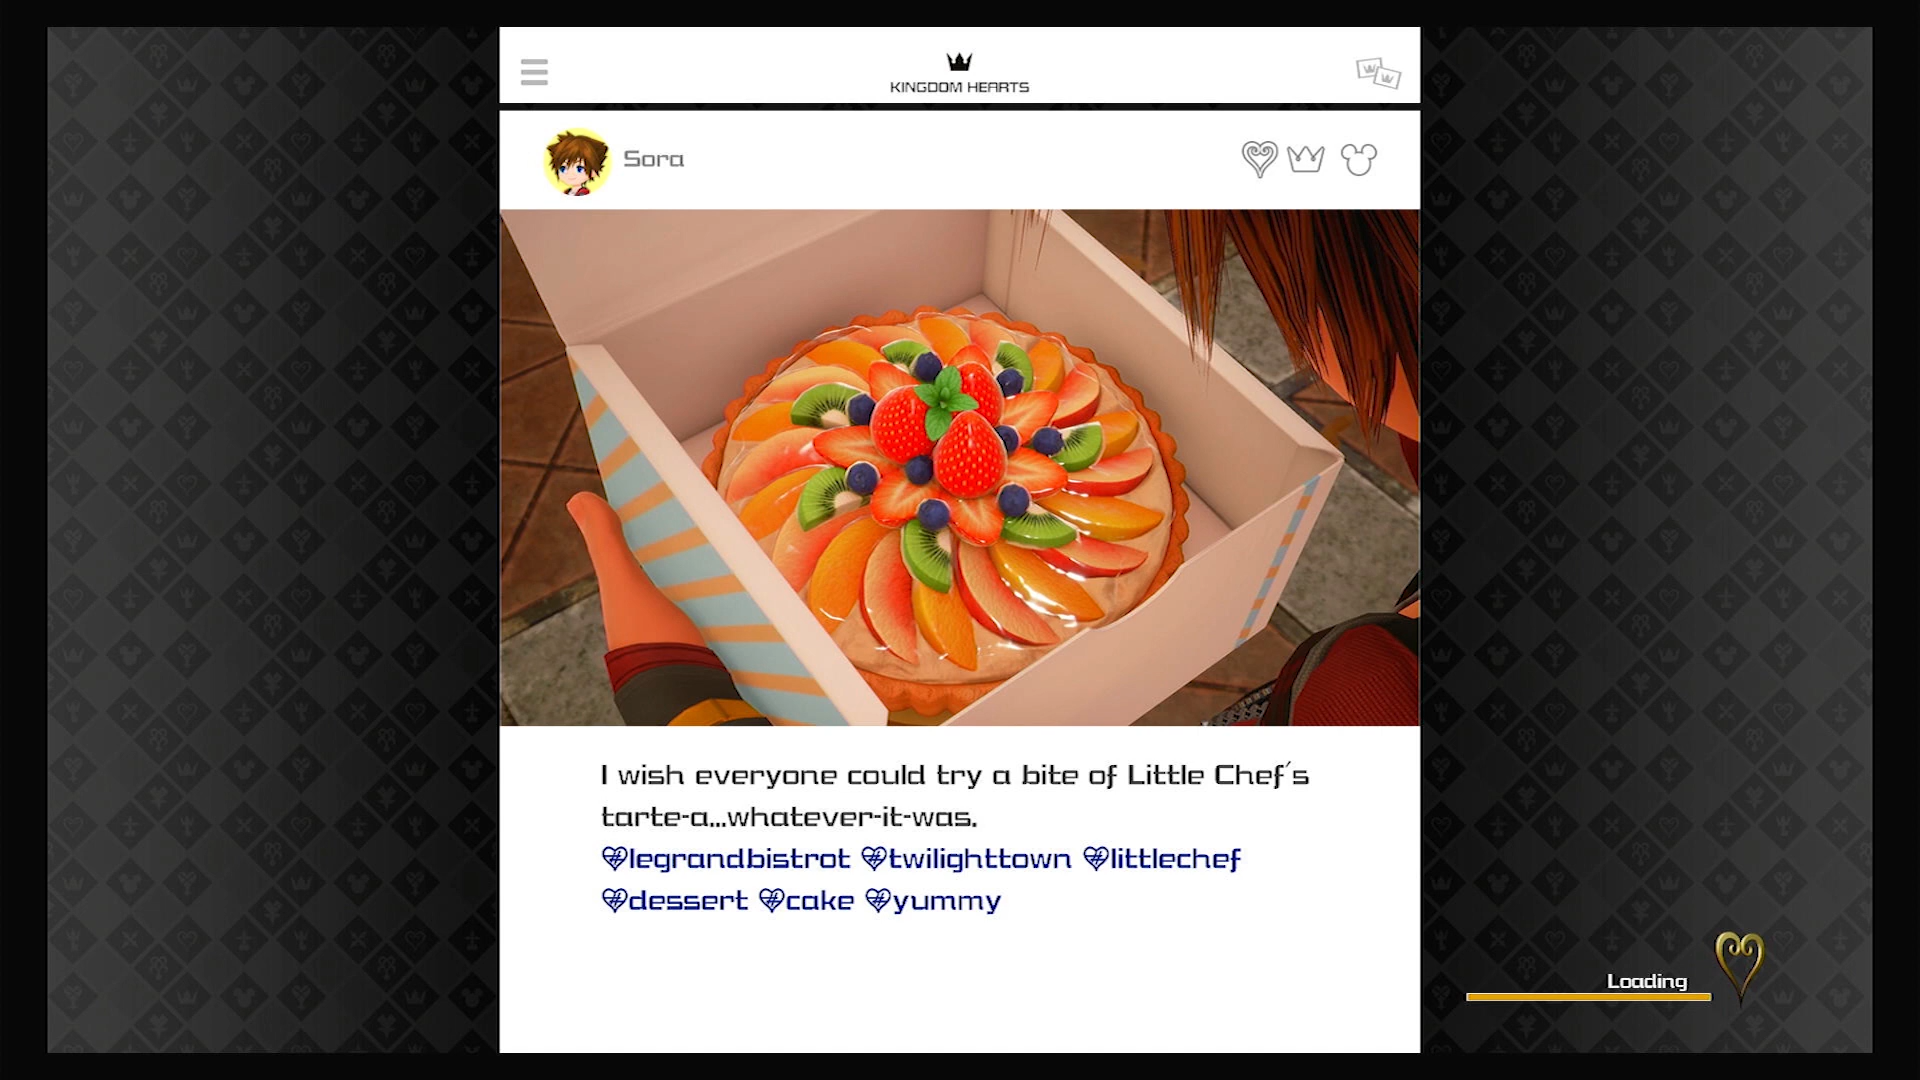 KINGDOM HEARTS
Sora
I wish everyone could try a bite of Little Chef's
tarte-a...whatever-it-was.
#legrandbistrot #twilighttown #littlechef
#dessert #cake #yummy
Loading